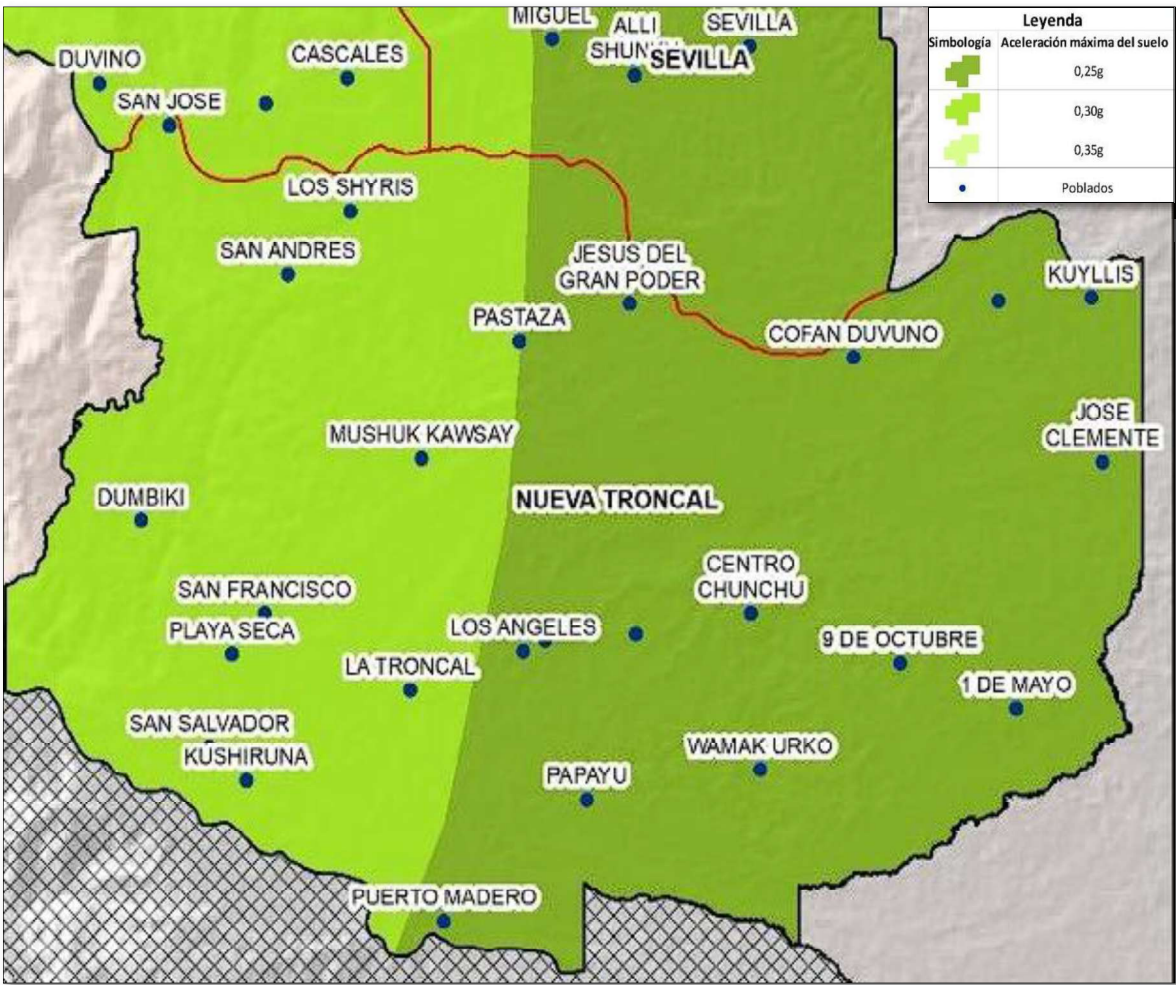 MIGUEL
ALLI
SEVILLA
SEVILLA
DUVINO
CASCALES
SAN JOSE
LOS SHYRIS
SAN ANDRES
JESUS DEL
GRAN PODER
PASTAZA
COFAN DUVUNO
KUYLLIS
JOSE
CLEMENTE
MUSHUK KAWSAY
DUMBIKI
NUEVA TRONCAL
CENTRO
CHUNCHU
SAN FRANCISCO
PLAYA SECA
LOS ANGELES
9 DE OCTUBRE
LA TRONCAL
1 DE MAYO
SAN SALVADOR
KUSHIRUNA
WAMAK URKO
PAPAYU
PUERTO MADERO
Leyenda
Simbología Aceleración máxima del suelo
0,25g
0,30g
0,35g
Poblados